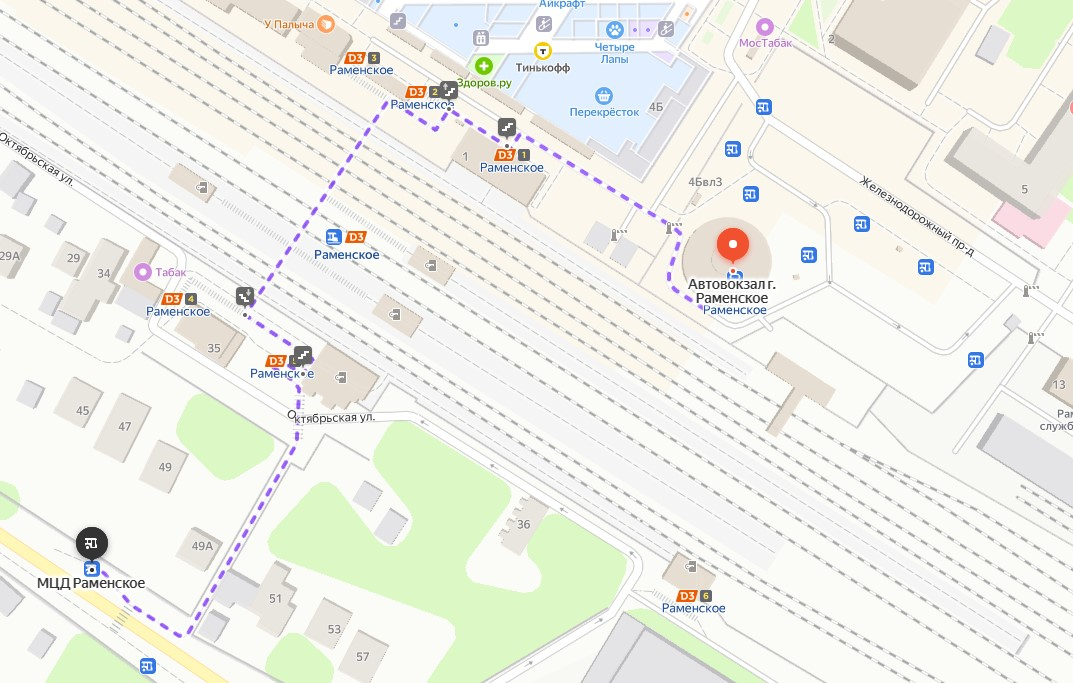 Айкрафт
У Палыча
Четыре
Лапы
МосТабак
2
D3 3
Раменское
Тинькофф
Здоров.ру
D3 2
Раменское
Перекрёсток
4Б
Октябрьская ул.
1
D3 1
Раменское
4Бвл3
Железнодорожный пр-д
5
29А
29
34
Табак
D3
Раменское
Автовокзал г.
Раменское
Раменское
D3 4
Раменское
35
D3
Раменское
Октябрьская ул.
13
Рам
служб
45
47
49
36
49А
МЦД Раменское
51
53
57
D3 6
Раменское